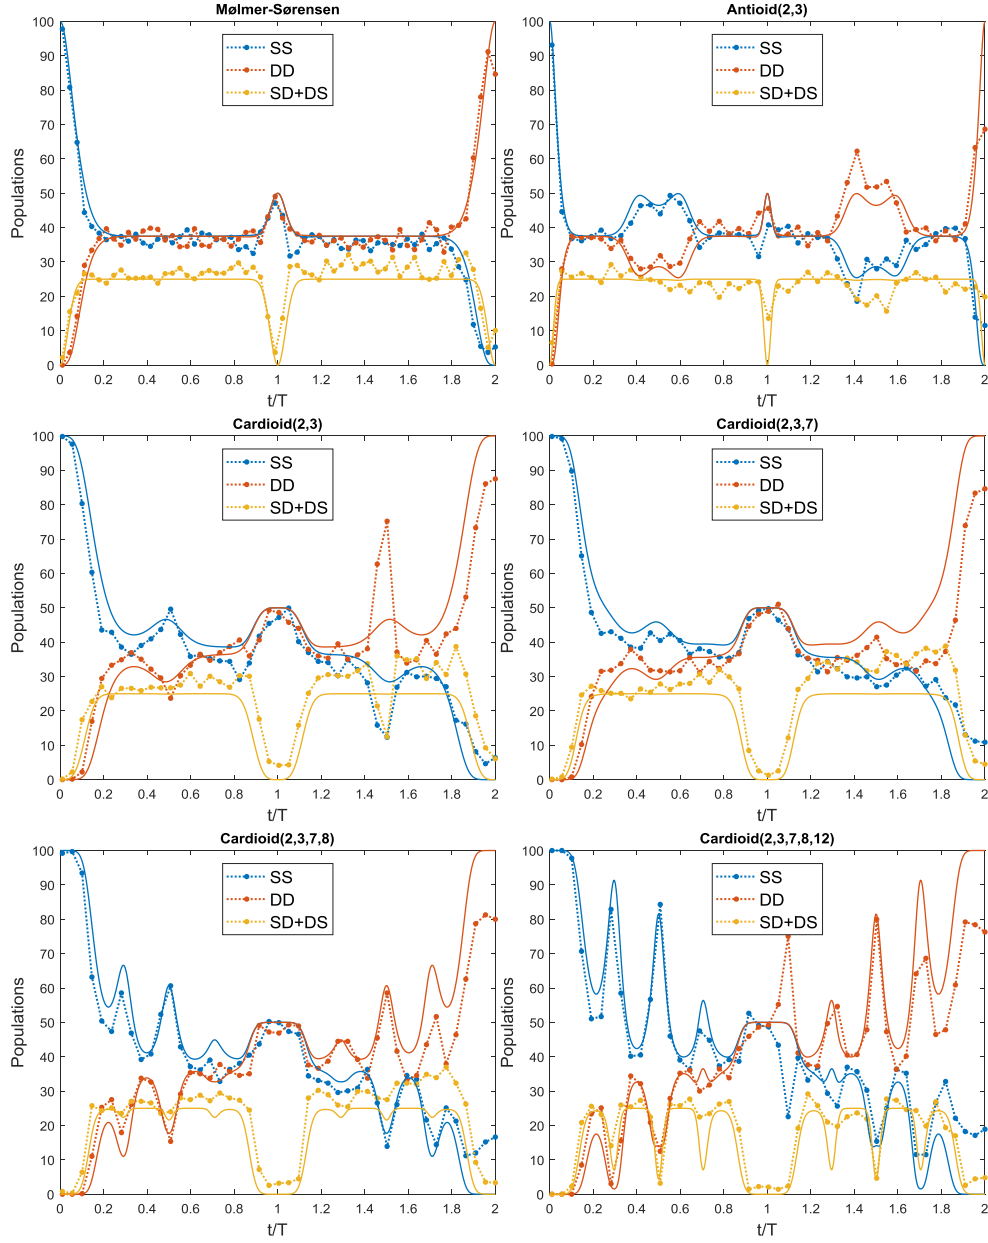 Mølmer-Sørensen
Populations
100
90
80
70
60
50
40
30
20
10
0
SS
DD
SD+DS
0 0.2 0.4 0.6 0.8 1 1.2 1.4 1.6 1.8 2
t/T
Antioid(2,3)
Populations
100
90
80
70
60
50
40
30
20
10
0
SS
DD
SD+DS
0 0.2 0.4 0.6 0.8 1 1.2 1.4 1.6 1.8 2
t/T
Cardioid(2,3)
Populations
100
90
80
70
60
50
40
30
20
10
0
SS
DD
SD+DS
0 0.2 0.4 0.6 0.8 1 1.2 1.4 1.6 1.8 2
t/T
Cardioid(2,3,7)
Populations
100
90
80
70
60
50
40
30
20
10
0
SS
DD
SD+DS
0 0.2 0.4 0.6 0.8 1 1.2 1.4 1.6 1.8 2
t/T
Cardioid(2,3,7,8)
Populations
100
90
80
70
60
50
40
30
20
10
0
SS
DD
SD+DS
0 0.2 0.4 0.6 0.8 1 1.2 1.4 1.6 1.8 2
t/T
Cardioid(2,3,7,8,12)
Populations
100
90
80
70
60
50
40
30
20
10
0
SS
DD
SD+DS
0 0.2 0.4 0.6 0.8 1 1.2 1.4 1.6 1.8 2
t/T